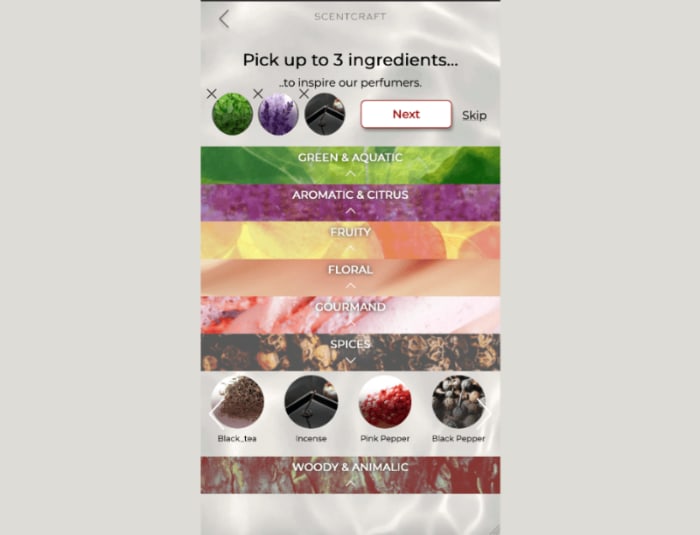 SCENTCRAFT
Pick up to 3 ingredients...
..to inspire our perfumers.
Next
Skip
GREEN & AQUATIC
AROMATIC & CITRUS
FRUITY
FLORAL
GOURMAND
SPICES
Black_tea
Incense
Pink Pepper
Black Pepper
WOODY & ANIMALIC